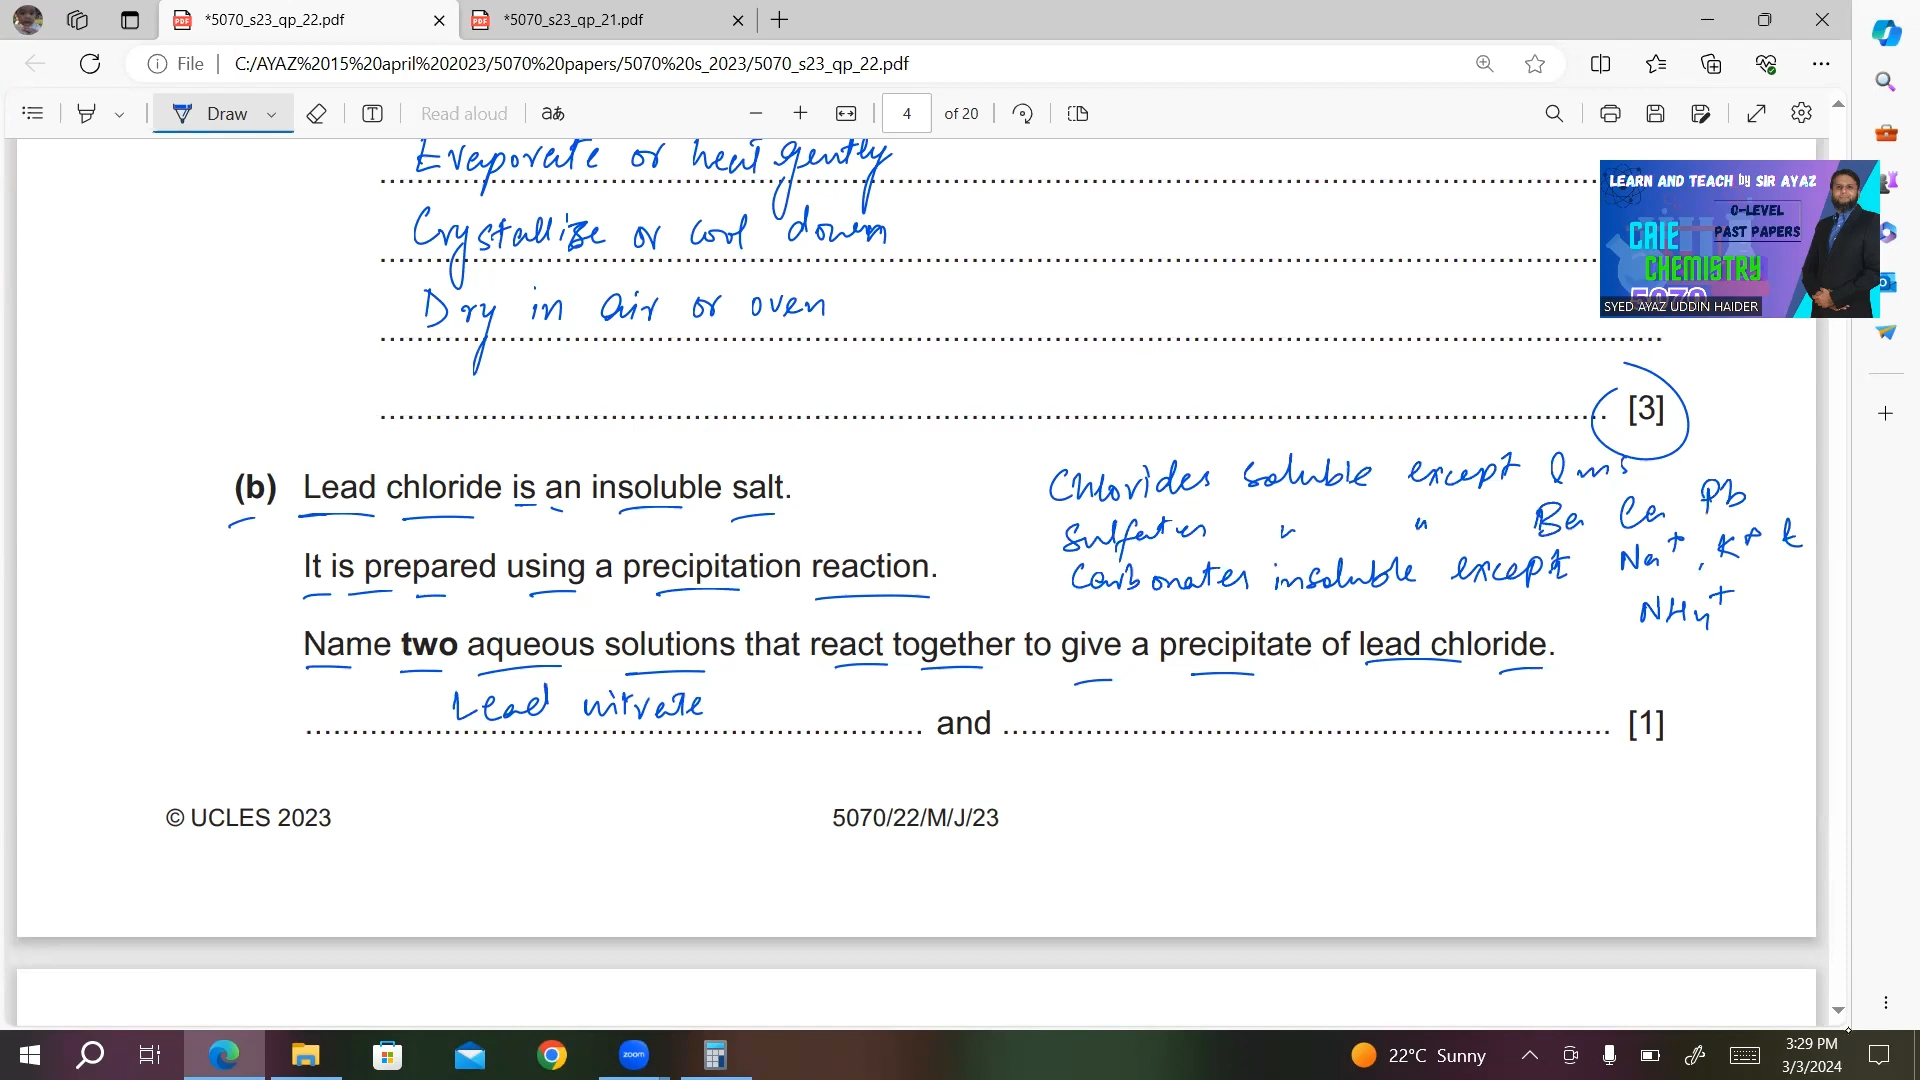 *5070_s23_qp_22.pdf
*5070_s23_qp_21.pdf
File
C:/AYAZ%2015%20april%202023/5070%20papers/5070%20s_2023/5070_s23_qp_22.pdf
Draw
Read aloud
aあ
4 of 20
Evaporate or heat gently
Crystallize or cool down
Dry in air or oven
[3]
LEARN AND TEACH by SIR AYAZ
O-LEVEL
PAST PAPERS
CAIE
CHEMISTRY
5070
SYED AYAZ UDDIN HAIDER
(b) Lead chloride is an insoluble salt.
Chlorides soluble except
Sulfates " " Ba Ca Pb
It is prepared using a precipitation reaction.
Carbonates insoluble except Na+, K+ &
NH4+
Name two aqueous solutions that react together to give a precipitate of lead chloride.
Lead nitrate
and [1]
© UCLES 2023
5070/22/M/J/23
zoom
22°C Sunny
3:29 PM
3/3/2024